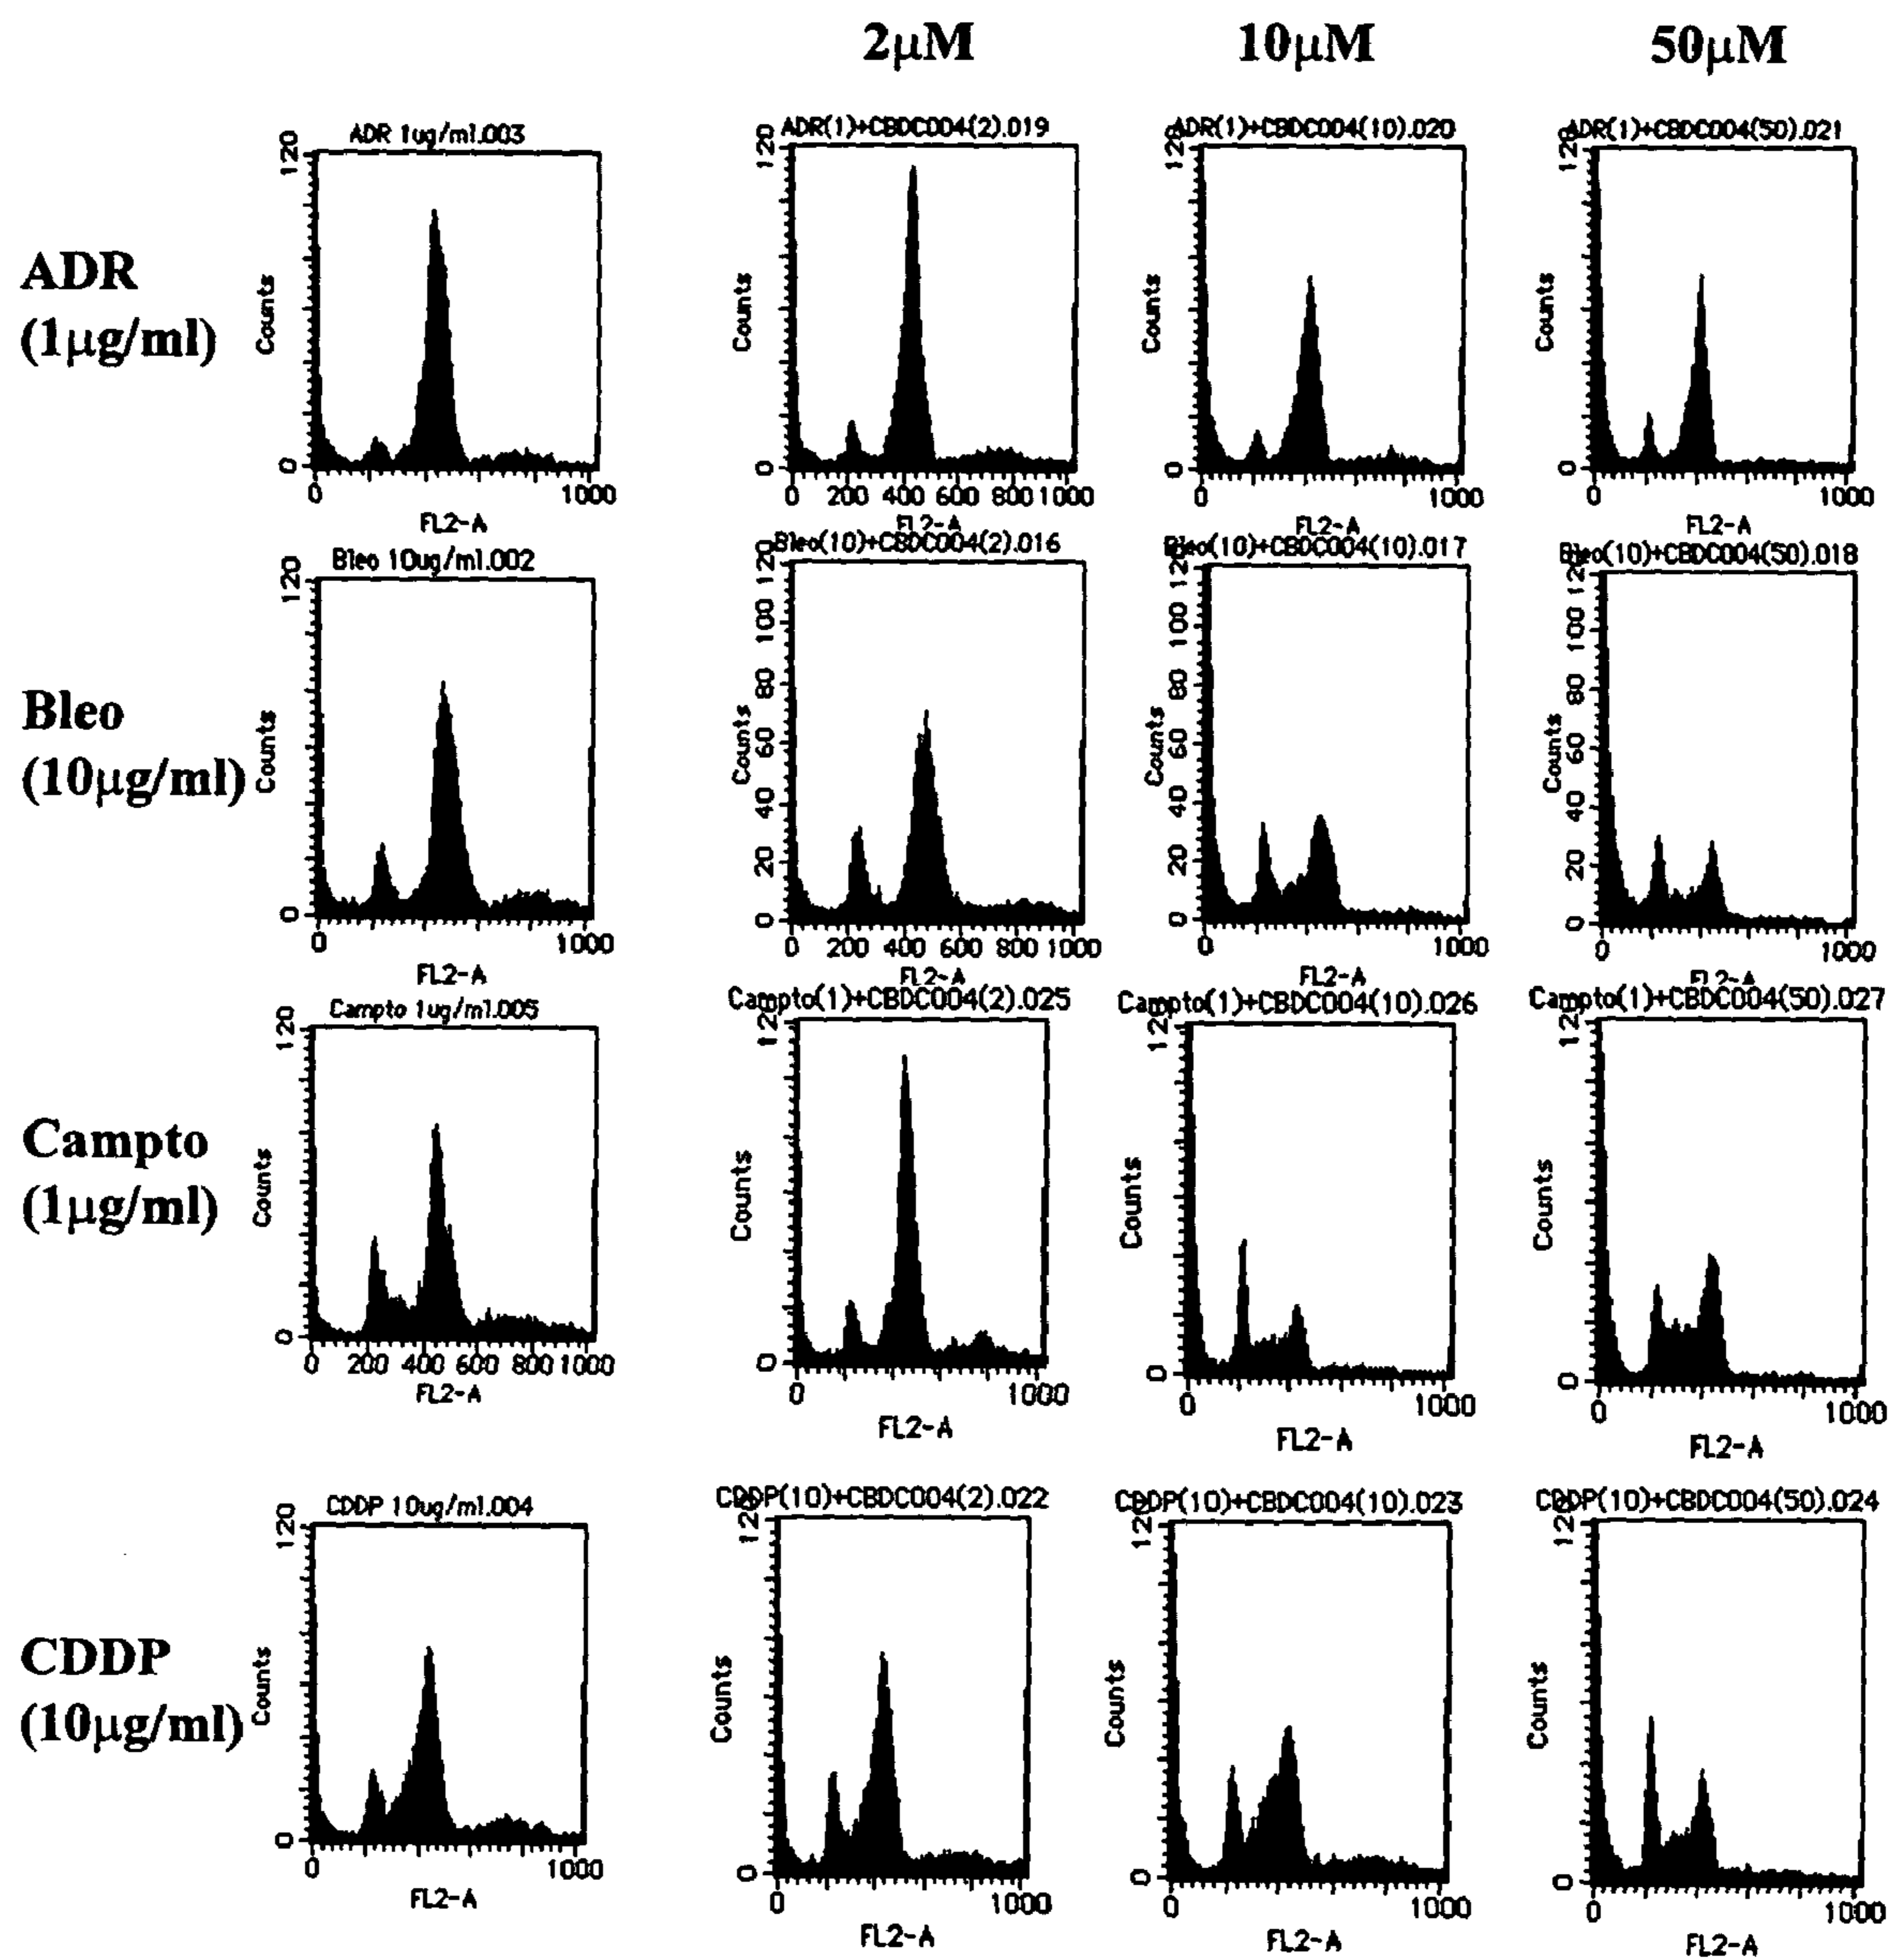 2μM 10μM 50μM
ADR 1ug/ml.003
ADR(1)+CBDC004(2).019
ADR(1)+CBDC004(10).020
ADR(1)+CBDC004(50).021
ADR
(1μg/ml)
Counts
120
0
0 1000
FL2-A
Counts
120
0
0 200 400 600 800 1000
FL2-A
Counts
120
0
0 1000
FL2-A
Counts
120
0
0 1000
FL2-A
Bleo 10ug/ml.002
Bleo(10)+CBDC004(2).016
Bleo(10)+CBDC004(10).017
Bleo(10)+CBDC004(50).018
Bleo
(10μg/ml)
Counts
120
0
0 1000
FL2-A
Counts
0 20 40 60 80 100 120
0 200 400 600 800 1000
FL2-A
Counts
0 20 40 60 80 100 120
0 1000
FL2-A
Counts
0 20 40 60 80 100 120
0 1000
FL2-A
Campto 1ug/ml.005
Campto(1)+CBDC004(2).025
Campto(1)+CBDC004(10).026
Campto(1)+CBDC004(50).027
Campto
(1μg/ml)
Counts
120
0
0 200 400 600 800 1000
FL2-A
Counts
120
0
0 1000
FL2-A
Counts
120
0
0 1000
FL2-A
Counts
120
0
0 1000
FL2-A
CDDP 10ug/ml.004
CDDP(10)+CBDC004(2).022
CDDP(10)+CBDC004(10).023
CDDP(10)+CBDC004(50).024
CDDP
(10μg/ml)
Counts
120
0
0 1000
FL2-A
Counts
120
0
0 1000
FL2-A
Counts
120
0
0 1000
FL2-A
Counts
120
0
0 1000
FL2-A